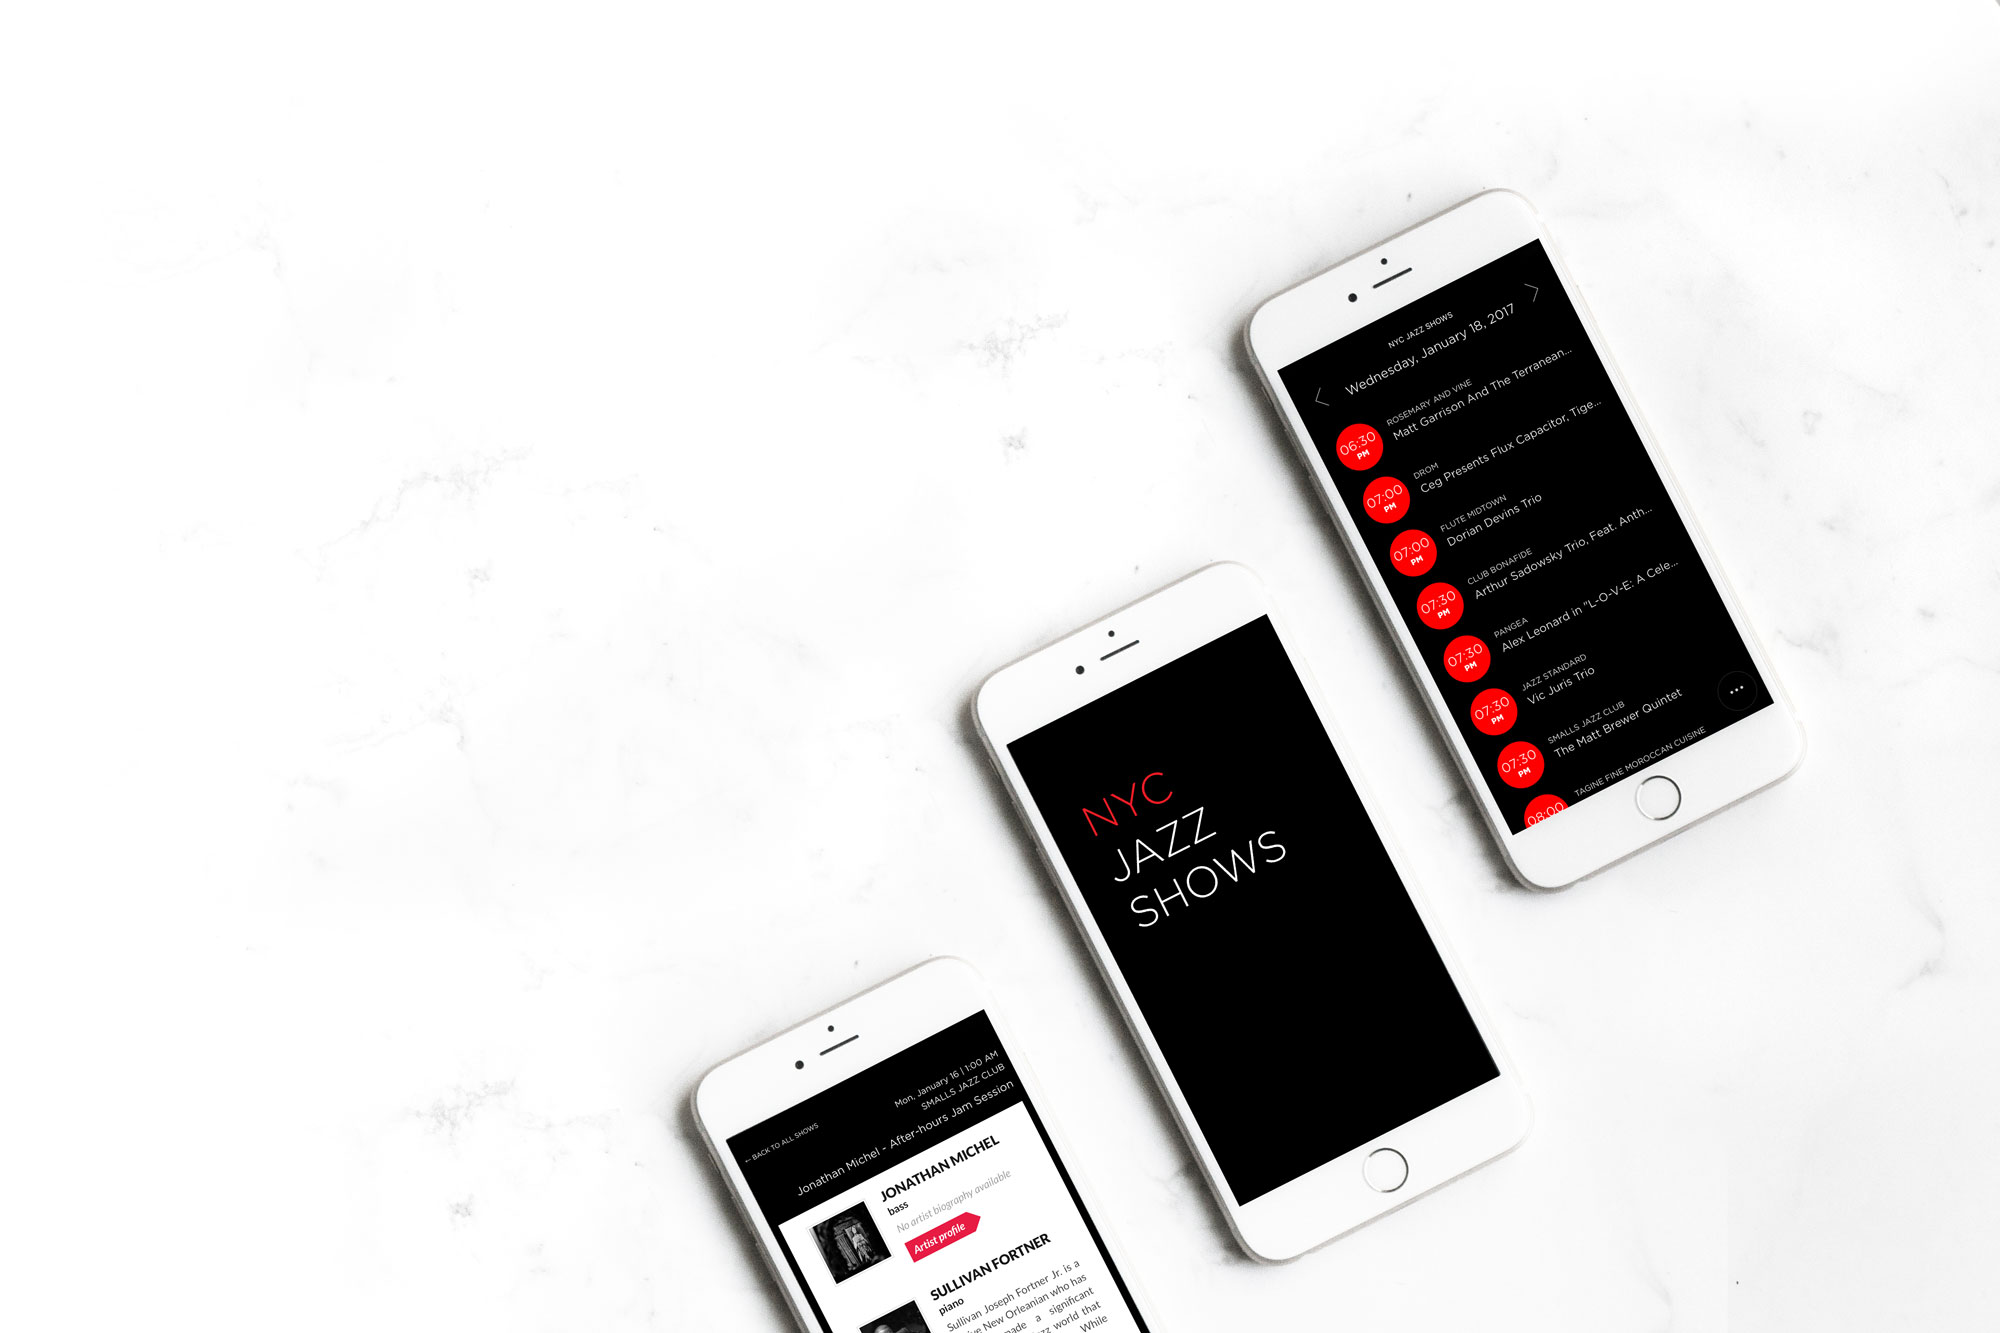 NYC JAZZ SHOWS
Wednesday, January 18, 2017
ROSEMARY AND VINE
Matt Garrison And The Terranean...
06:30
PM
DROM
Ceg Presents Flux Capacitor, Tige...
07:00
PM
FLUTE MIDTOWN
Dorian Devins Trio
07:00
PM
CLUB BONAFIDE
Arthur Sadowsky Trio. Feat. Anth...
07:30
PM
PANGEA
Alex Leonard in "L-O-V-E: A Cele...
07:30
PM
JAZZ STANDARD
Vic Juris Trio
07:30
PM
SMALLS JAZZ CLUB
The Matt Brewer Quintet
07:30
PM
TAGINE FINE MOROCCAN CUISINE
08:00
NYC
JAZZ
SHOWS
← BACK TO ALL SHOWS
Mon, January 16 | 1:00 AM
SMALLS JAZZ CLUB
Jonathan Michel - After-hours Jam Session
JONATHAN MICHEL
bass
No artist biography available
Artist profile
SULLIVAN FORTNER
piano
Sullivan Joseph Fortner Jr. is a
New Orleanian who has
a significant
world that
While